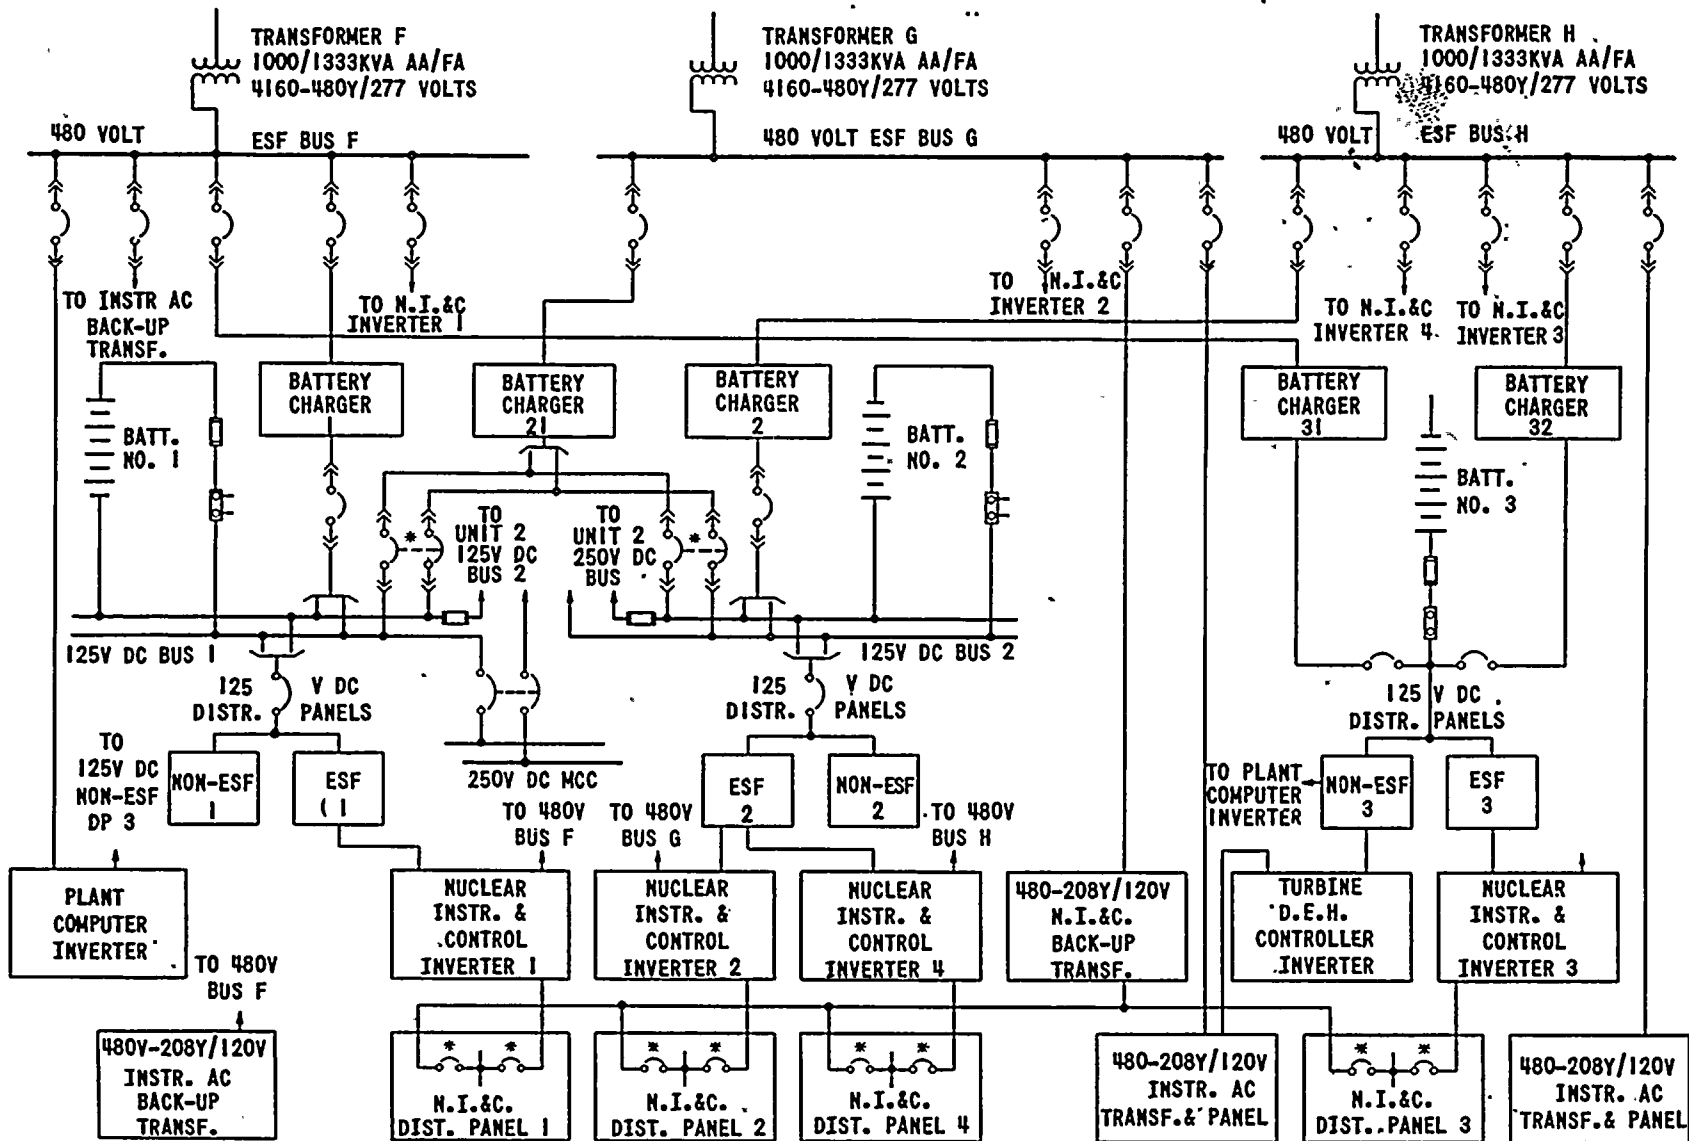 TRANSFORMER F
1000/1333KVA AA/FA
4160-480Y/277 VOLTS
TRANSFORMER G
1000/1333KVA AA/FA
4160-480Y/277 VOLTS
TRANSFORMER H
1000/1333KVA AA/FA
4160-480Y/277 VOLTS
480 VOLT
ESF BUS F
480 VOLT ESF BUS G
480 VOLT
ESF BUS H
TO INSTR AC
BACK-UP
TRANSF.
TO N.I.&C
INVERTER 1
TO N.I.&C
INVERTER 2
TO N.I.&C
INVERTER 4
TO N.I.&C
INVERTER 3
BATTERY
CHARGER
1
BATTERY
CHARGER
21
BATTERY
CHARGER
2
BATTERY
CHARGER
31
BATTERY
CHARGER
32
BATT.
NO. 1
BATT.
NO. 2
BATT.
NO. 3
*
TO
UNIT 2
125V DC
BUS 2
TO
UNIT 2
250V DC
BUS
*
125V DC BUS 1
125V DC BUS 2
125 V DC
DISTR. PANELS
125 V DC
DISTR. PANELS
125 V DC
DISTR. PANELS
TO
125V DC
NON-ESF
DP 3
NON-ESF
1
ESF
( 1
250V DC MCC
ESF
2
NON-ESF
2
TO PLANT
COMPUTER
INVERTER
NON-ESF
3
ESF
3
TO 480V
BUS F
TO 480V
BUS G
TO 480V
BUS H
PLANT
COMPUTER
INVERTER
NUCLEAR
INSTR. &
CONTROL
INVERTER 1
NUCLEAR
INSTR. &
CONTROL
INVERTER 2
NUCLEAR
INSTR. &
CONTROL
INVERTER 4
480-208Y/120V
N.I.&C.
BACK-UP
TRANSF.
TURBINE
D.E.H.
CONTROLLER
INVERTER
NUCLEAR
INSTR. &
CONTROL
INVERTER 3
TO 480V
BUS F
480V-208Y/120V
INSTR. AC
BACK-UP
TRANSF.
* *
N.I.&C.
DIST. PANEL 1
* *
N.I.&C.
DIST. PANEL 2
* *
N.I.&C.
DIST. PANEL 4
480-208Y/120V
INSTR. AC
TRANSF.& PANEL
* *
N.I.&C.
DIST. PANEL 3
480-208Y/120V
INSTR. AC
TRANSF.& PANEL